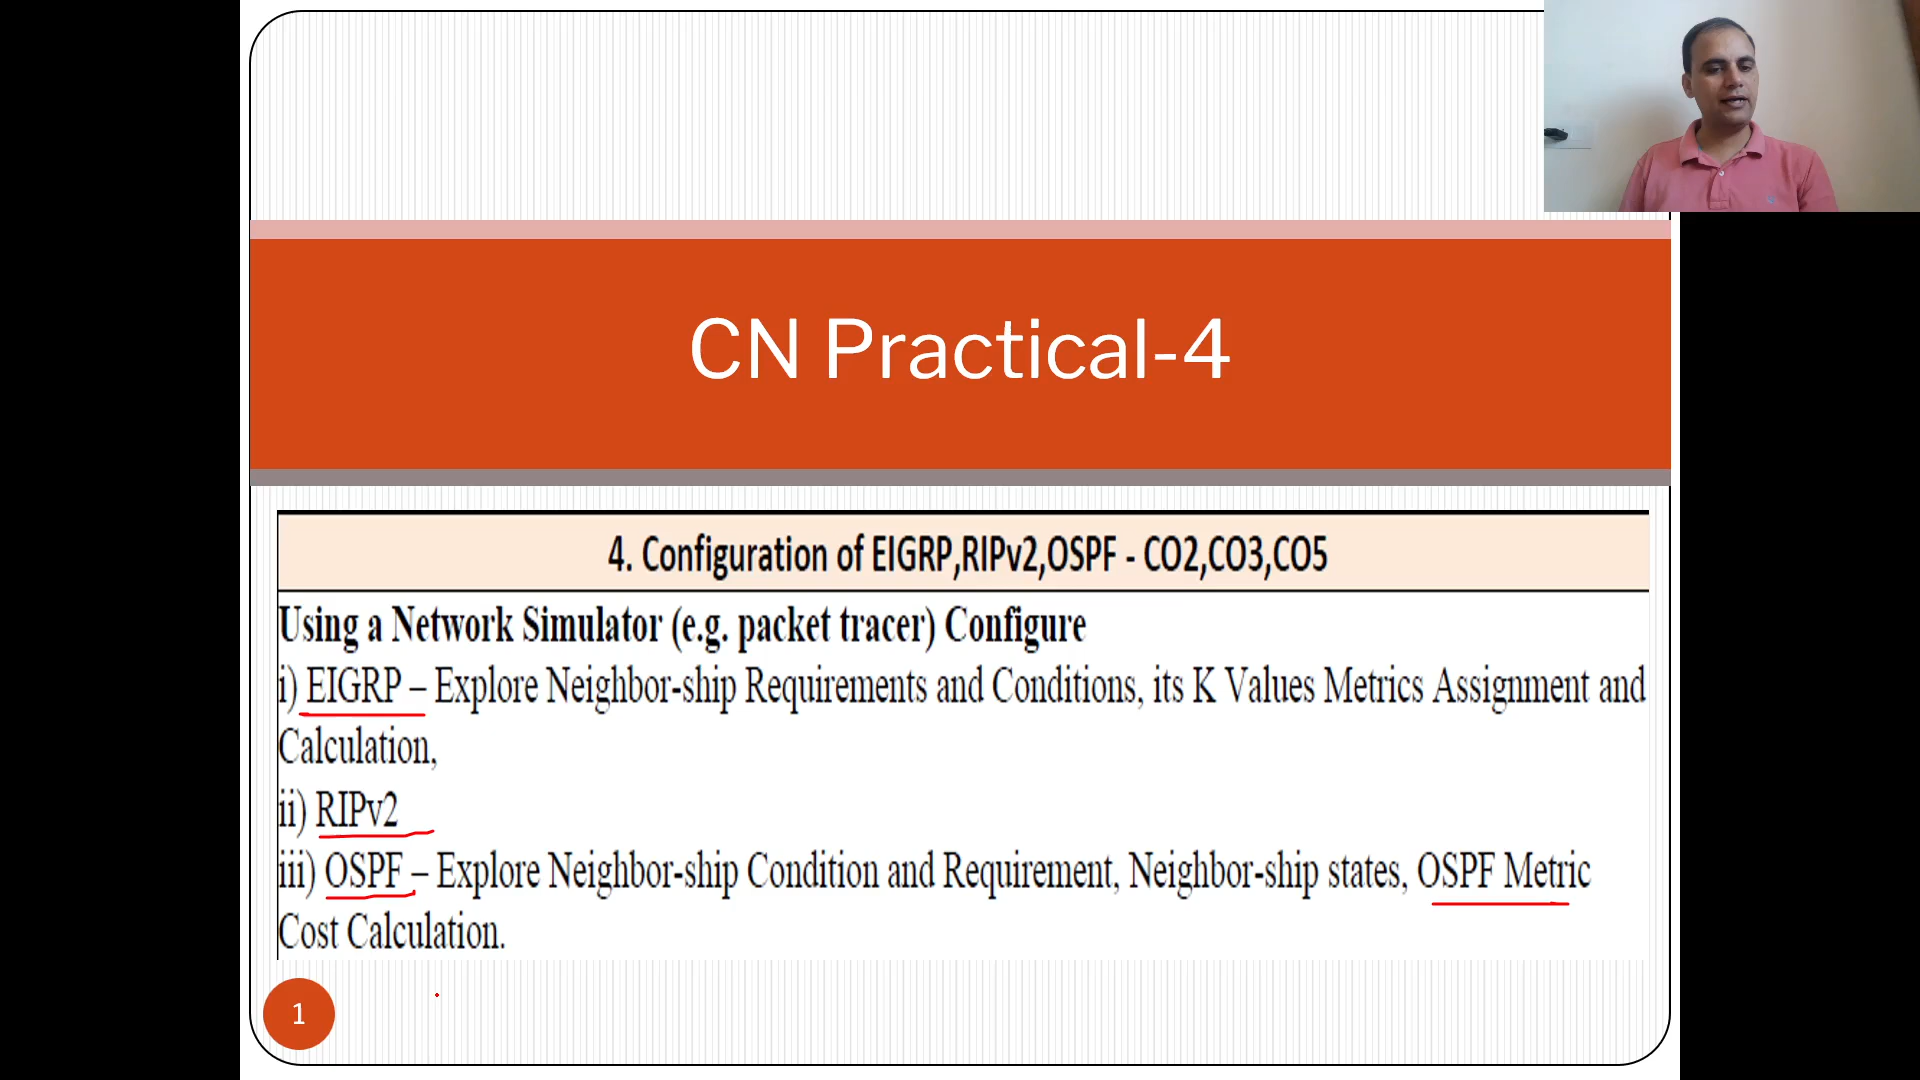 CN Practical-4
4. Configuration of EIGRP,RIPv2,OSPF - CO2,CO3,CO5
Using a Network Simulator (e.g. packet tracer) Configure
i) EIGRP – Explore Neighbor-ship Requirements and Conditions, its K Values Metrics Assignment and
Calculation,
ii) RIPv2
iii) OSPF – Explore Neighbor-ship Condition and Requirement, Neighbor-ship states, OSPF Metric
Cost Calculation.
1